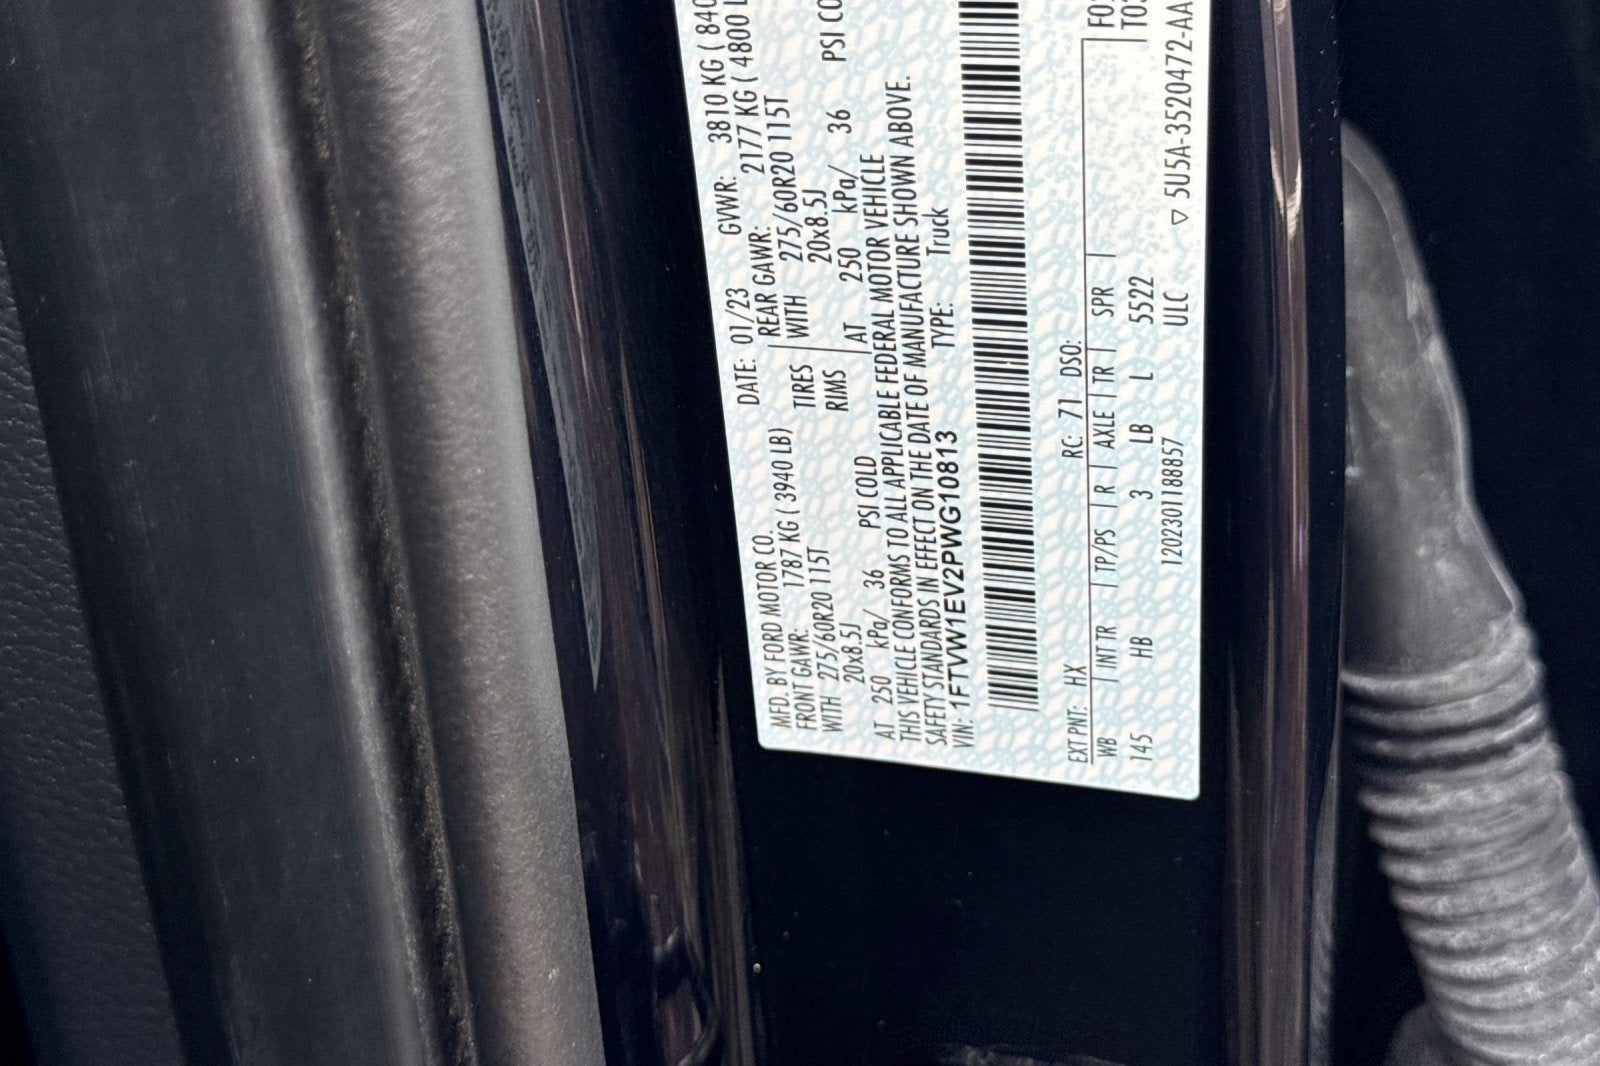 MFD. BY FORD MOTOR CO. DATE: 01/23 GVWR: 3810 KG ( 840
FRONT GAWR: 1787 KG ( 3940 LB) REAR GAWR: 2177 KG ( 4800 L
WITH 275/60R20 115T TIRES WITH 275/60R20 115T
20x8.5J RIMS 20x8.5J
AT 250 kPa/ 36 PSI COLD AT 250 kPa/ 36 PSI CO
THIS VEHICLE CONFORMS TO ALL APPLICABLE FEDERAL MOTOR VEHICLE
SAFETY STANDARDS IN EFFECT ON THE DATE OF MANUFACTURE SHOWN ABOVE.
VIN: 1FTVW1EV2PWG10813 TYPE: Truck
EXT PNT: HX RC: 71 DSO:
WB INT TR TP/PS R AXLE TR SPR
145 HB 3 LB L 5522
120230118857 ULC ▽ 5U5A-3520472-AA